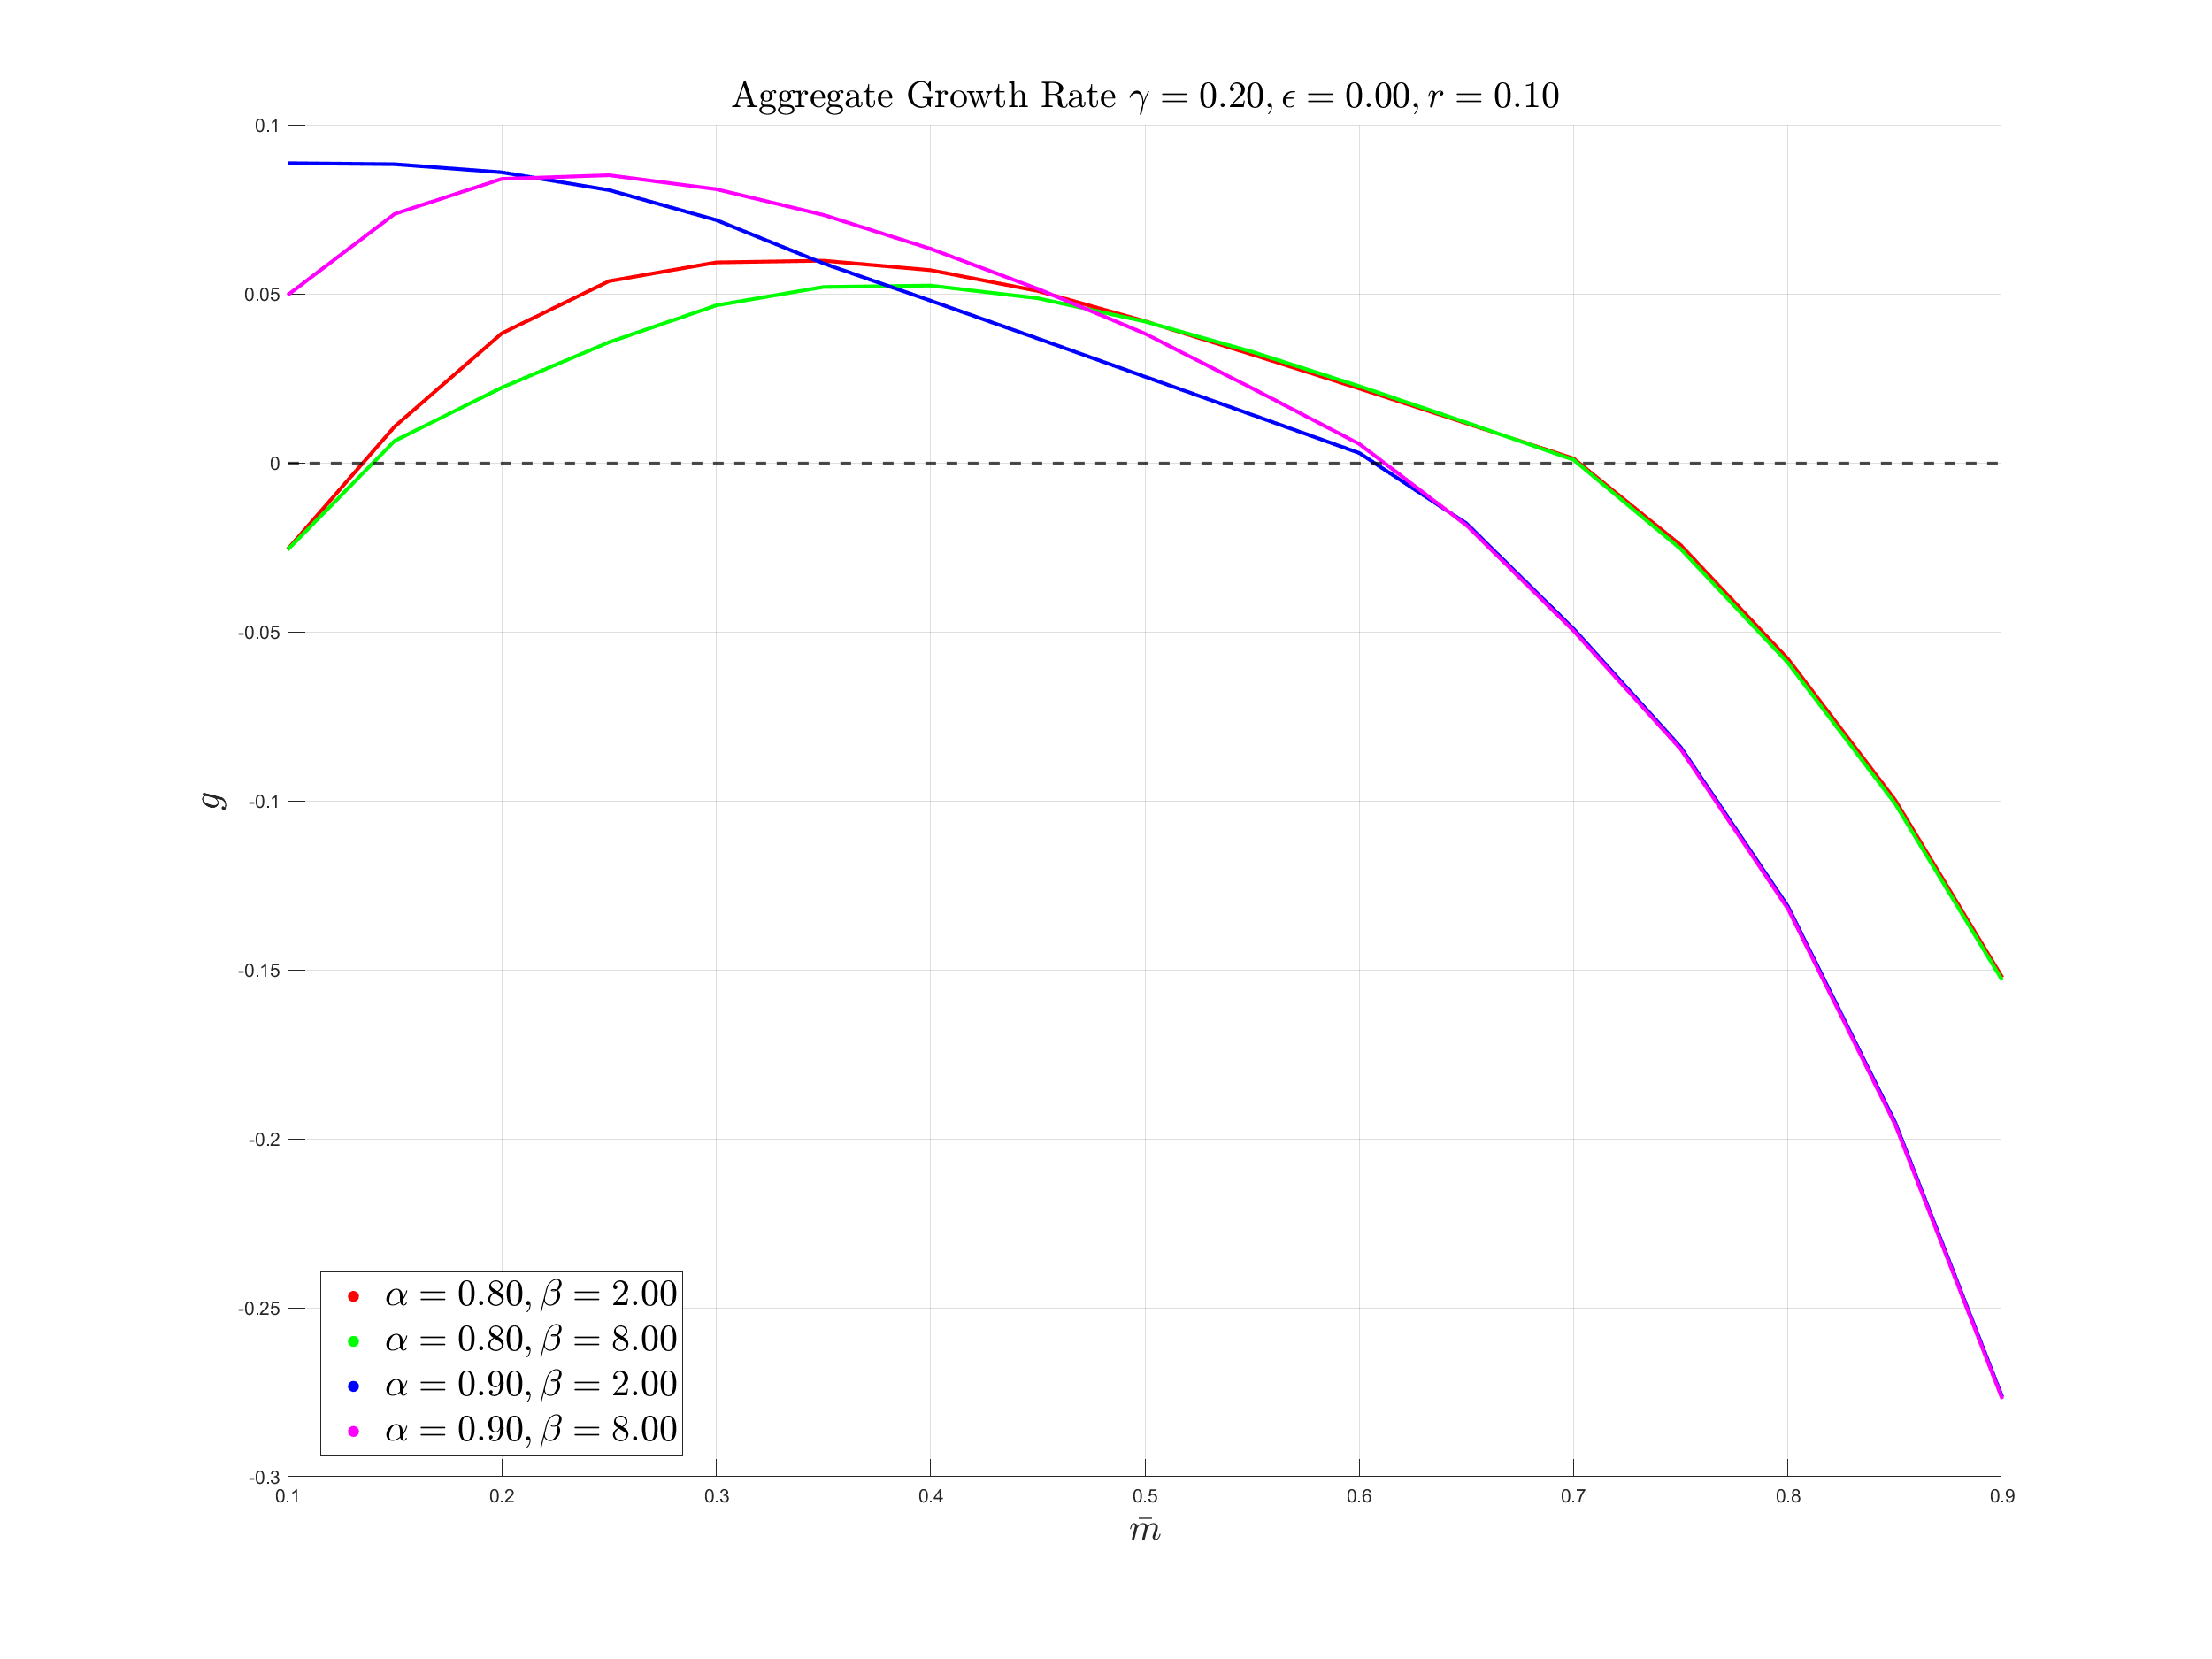 Aggregate Growth Rate γ = 0.20, ϵ = 0.00, r = 0.10
0.1
0.05
0
-0.05
-0.1
-0.15
-0.2
-0.25
-0.3
g
α = 0.80, β = 2.00
α = 0.80, β = 8.00
α = 0.90, β = 2.00
α = 0.90, β = 8.00
0.1 0.2 0.3 0.4 0.5 0.6 0.7 0.8 0.9
m̄